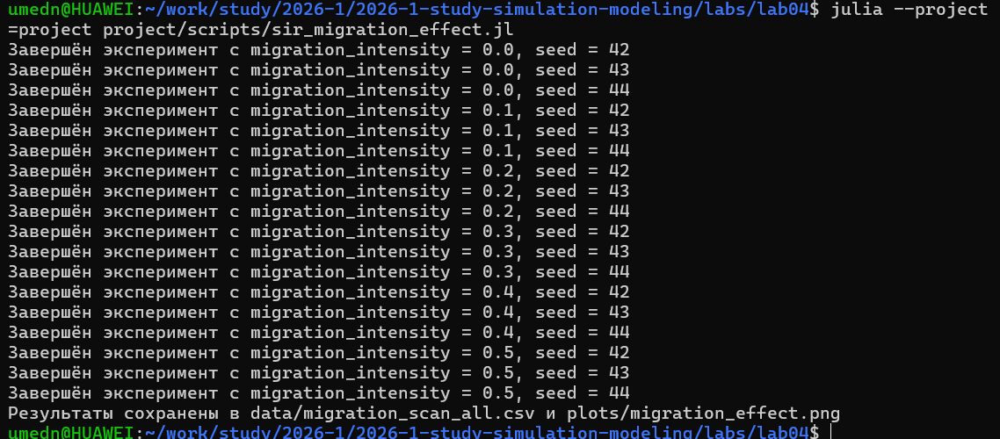 umedn@HUAWEI:~/work/study/2026-1/2026-1-study-simulation-modeling/labs/lab04$ julia --project
=project project/scripts/sir_migration_effect.jl
Завершён эксперимент с migration_intensity = 0.0, seed = 42
Завершён эксперимент с migration_intensity = 0.0, seed = 43
Завершён эксперимент с migration_intensity = 0.0, seed = 44
Завершён эксперимент с migration_intensity = 0.1, seed = 42
Завершён эксперимент с migration_intensity = 0.1, seed = 43
Завершён эксперимент с migration_intensity = 0.1, seed = 44
Завершён эксперимент с migration_intensity = 0.2, seed = 42
Завершён эксперимент с migration_intensity = 0.2, seed = 43
Завершён эксперимент с migration_intensity = 0.2, seed = 44
Завершён эксперимент с migration_intensity = 0.3, seed = 42
Завершён эксперимент с migration_intensity = 0.3, seed = 43
Завершён эксперимент с migration_intensity = 0.3, seed = 44
Завершён эксперимент с migration_intensity = 0.4, seed = 42
Завершён эксперимент с migration_intensity = 0.4, seed = 43
Завершён эксперимент с migration_intensity = 0.4, seed = 44
Завершён эксперимент с migration_intensity = 0.5, seed = 42
Завершён эксперимент с migration_intensity = 0.5, seed = 43
Завершён эксперимент с migration_intensity = 0.5, seed = 44
Результаты сохранены в data/migration_scan_all.csv и plots/migration_effect.png
umedn@HUAWEI:~/work/study/2026-1/2026-1-study-simulation-modeling/labs/lab04$